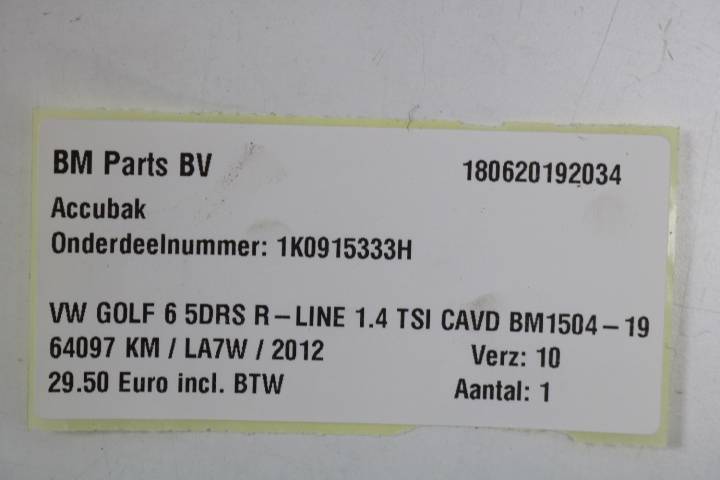 BM Parts BV 180620192034
Accubak
Onderdeelnummer: 1K0915333H
VW GOLF 6 5DRS R-LINE 1.4 TSI CAVD BM1504-19
64097 KM / LA7W / 2012 Verz: 10
29.50 Euro incl. BTW Aantal: 1